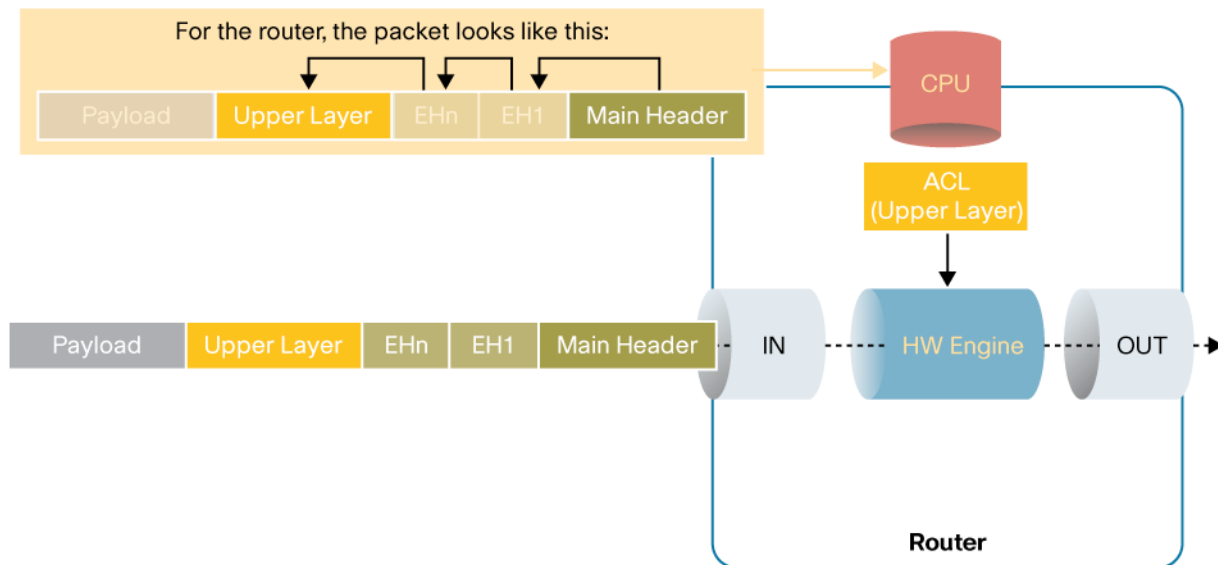 For the router, the packet looks like this:
Payload Upper Layer EHn EH1 Main Header
CPU
ACL
(Upper Layer)
Payload Upper Layer EHn EH1 Main Header
IN HW Engine OUT
Router